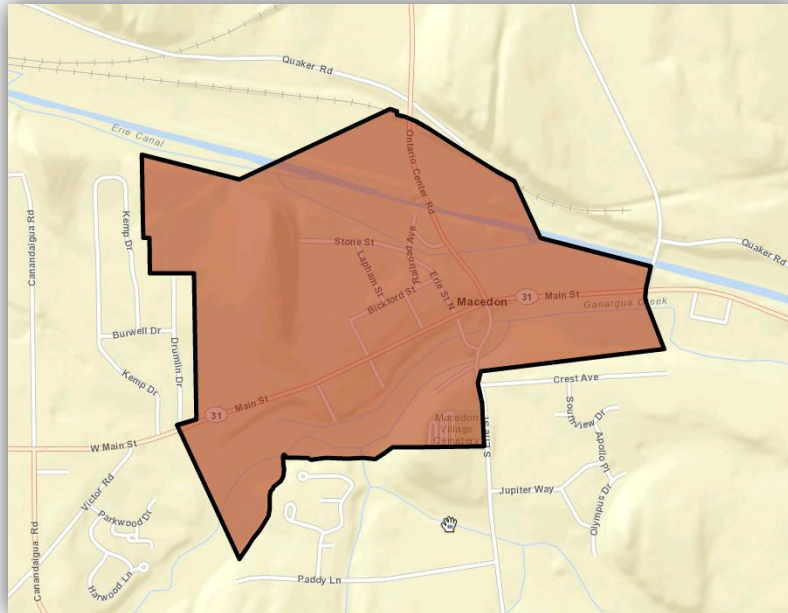 Quaker Rd
Erie Canal
Ontario Center Rd
Canandaigua Rd
Kemp Dr
Stone St
Railroad Ave
Lapham St
Erie St N
Bickford St
Macedon
31
Main St
Quaker Rd
Ganargua Creek
Burwell Dr
Drumlin Dr
Kemp Dr
Crest Ave
31
Main St
Southview Dr
Macedon
Village
Cemetery
W Main St
Apollo Pl
Victor Rd
Jupiter Way
Olympus Dr
Parkwood Dr
Canandaigua Rd
Harwood Ln
Paddy Ln